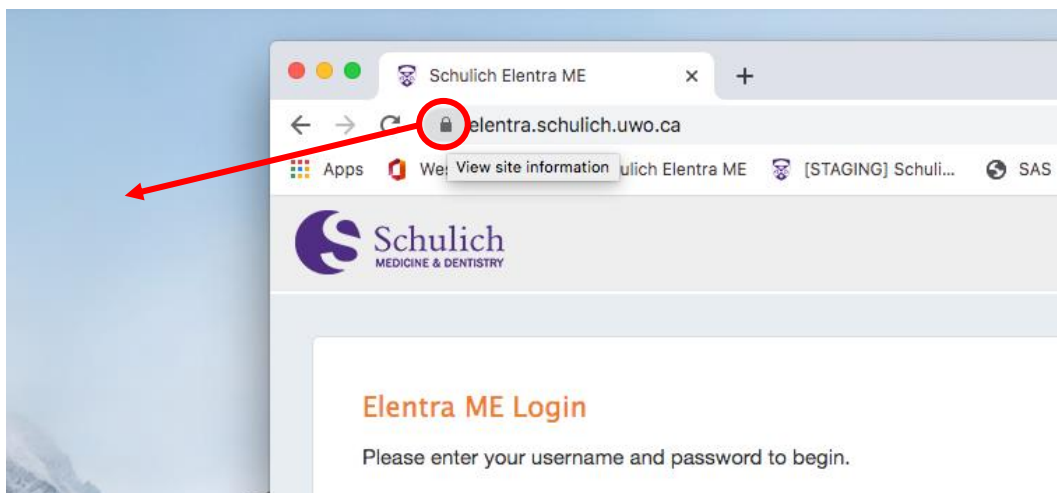 Schulich Elentra ME
elentra.schulich.uwo.ca
Apps We View site information ulich Elentra ME [STAGING] Schuli... SAS
Schulich
MEDICINE & DENTISTRY
Elentra ME Login
Please enter your username and password to begin.